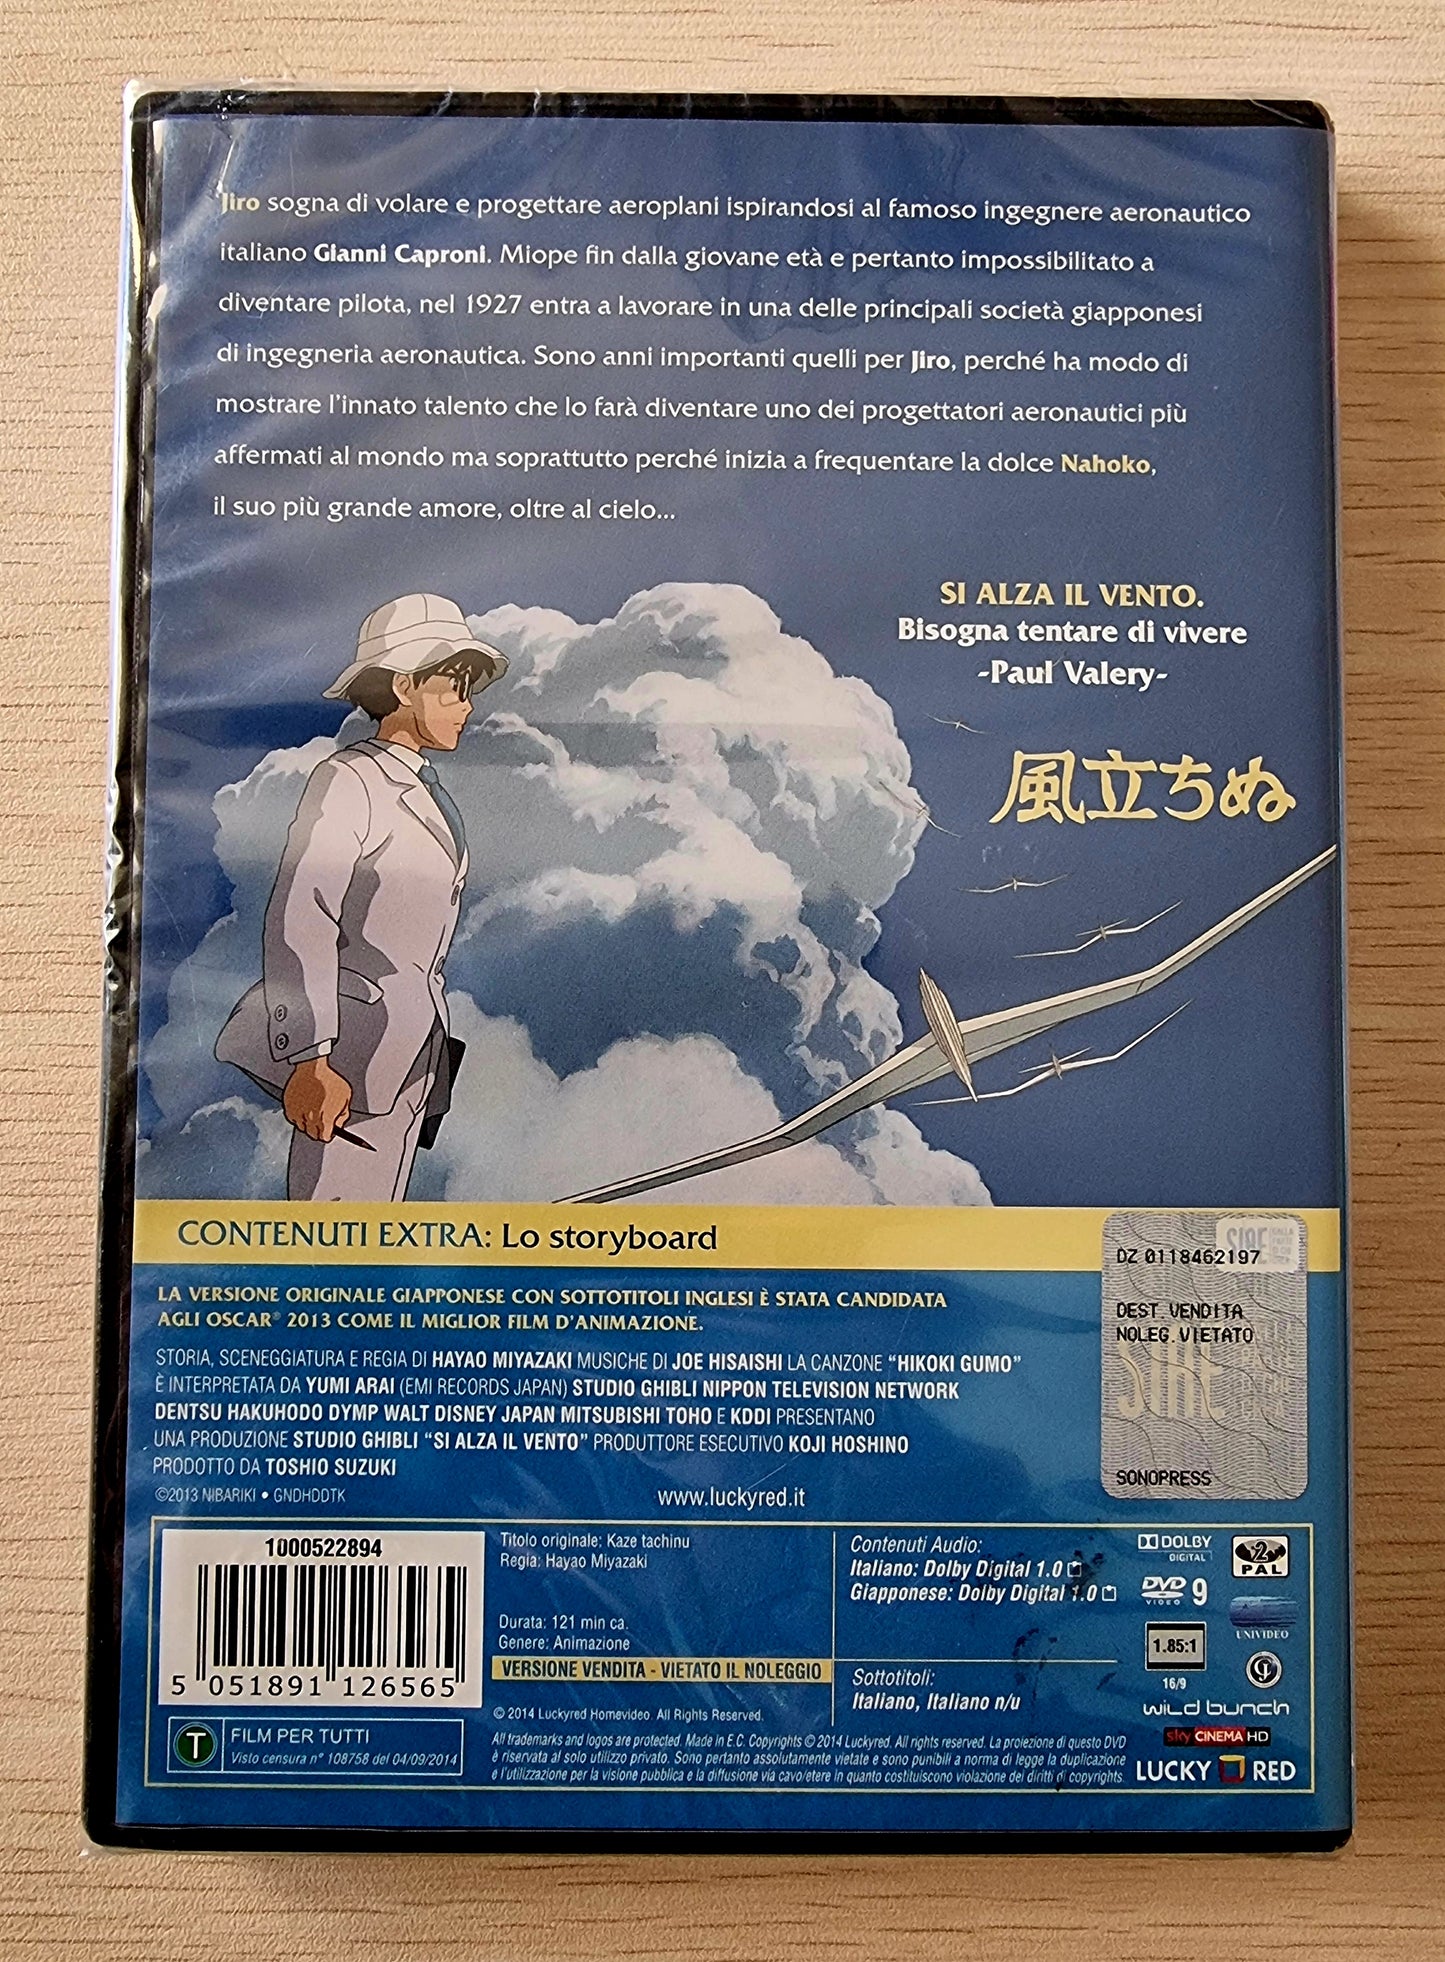 Jiro sogna di volare e progettare aeroplani ispirandosi al famoso ingegnere aeronautico
italiano Gianni Caproni. Miope fin dalla giovane età e pertanto impossibilitato a
diventare pilota, nel 1927 entra a lavorare in una delle principali società giapponesi
di ingegneria aeronautica. Sono anni importanti quelli per Jiro, perché ha modo di
mostrare l'innato talento che lo farà diventare uno dei progettatori aeronautici più
affermati al mondo ma soprattutto perché inizia a frequentare la dolce Nahoko,
il suo più grande amore, oltre al cielo...
SI ALZA IL VENTO.
Bisogna tentare di vivere
-Paul Valery-
風立ちぬ
CONTENUTI EXTRA: Lo storyboard
LA VERSIONE ORIGINALE GIAPPONESE CON SOTTOTITOLI INGLESI È STATA CANDIDATA
AGLI OSCAR® 2013 COME IL MIGLIOR FILM D'ANIMAZIONE.
STORIA, SCENEGGIATURA E REGIA DI HAYAO MIYAZAKI MUSICHE DI JOE HISAISHI LA CANZONE “HIKOKI GUMO”
È INTERPRETATA DA YUMI ARAI (EMI RECORDS JAPAN) STUDIO GHIBLI NIPPON TELEVISION NETWORK
DENTSU HAKUHODO DYMP WALT DISNEY JAPAN MITSUBISHI TOHO E KDDI PRESENTANO
UNA PRODUZIONE STUDIO GHIBLI “SI ALZA IL VENTO” PRODUTTORE ESECUTIVO KOJI HOSHINO
PRODOTTO DA TOSHIO SUZUKI
©2013 NIBARIKI • GNDHDDTK
www.luckyred.it
SIAE
DZ 0118462197
DEST.VENDITA
NOLEG.VIETATO
SIAE
SONOPRESS
1000522894
5 051891 126565
T
FILM PER TUTTI
Visto censura n° 108758 del 04/09/2014
Titolo originale: Kaze tachinu
Regia: Hayao Miyazaki
Durata: 121 min ca.
Genere: Animazione
VERSIONE VENDITA - VIETATO IL NOLEGGIO
Contenuti Audio:
Italiano: Dolby Digital 1.0
Giapponese: Dolby Digital 1.0
Sottotitoli:
Italiano, Italiano n/u
© 2014 Luckyred Homevideo. All Rights Reserved.
All trademarks and logos are protected. Made in E.C. Copyrights © 2014 Luckyred. All rights reserved. La proiezione di questo DVD
è riservata al solo utilizzo privato. Sono pertanto assolutamente vietate e sono punibili a norma di legge la duplicazione
e l'utilizzazione per la visione pubblica e la diffusione via cavo/etere in quanto costituiscono violazione dei diritti di copyrights.
DOLBY
DIGITAL
2
PAL
DVD
VIDEO
9
UNIVIDEO
1.85:1
16/9
wild bunch
sky CINEMA HD
LUCKY RED